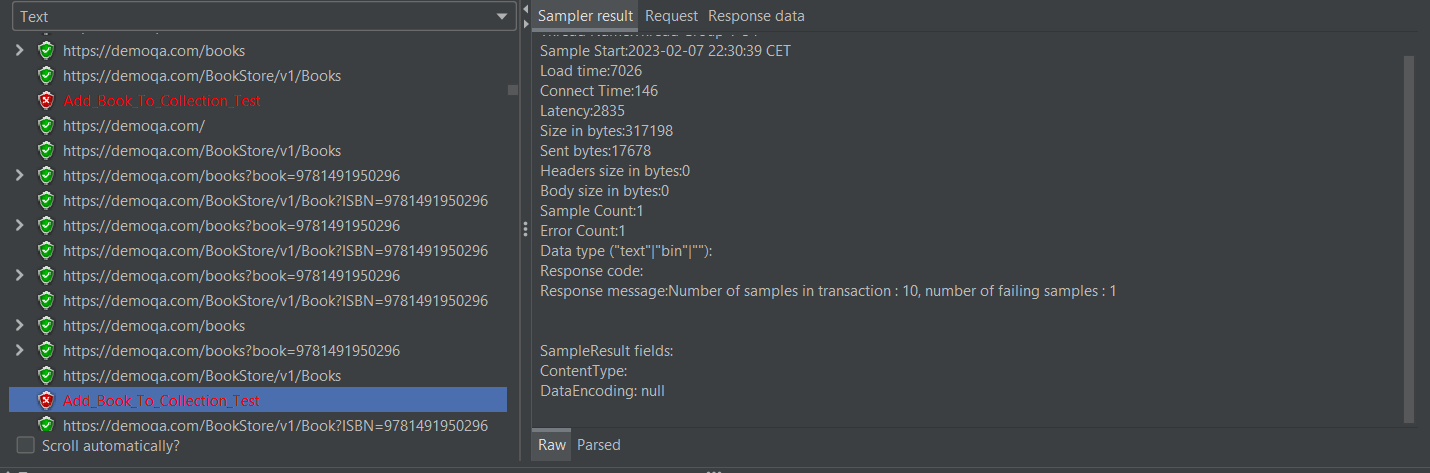 Text
https://demoqa.com/books
https://demoqa.com/BookStore/v1/Books
Add_Book_To_Collection_Test
https://demoqa.com/
https://demoqa.com/BookStore/v1/Books
https://demoqa.com/books?book=9781491950296
https://demoqa.com/BookStore/v1/Book?ISBN=9781491950296
https://demoqa.com/books?book=9781491950296
https://demoqa.com/BookStore/v1/Book?ISBN=9781491950296
https://demoqa.com/books?book=9781491950296
https://demoqa.com/BookStore/v1/Book?ISBN=9781491950296
https://demoqa.com/books
https://demoqa.com/books?book=9781491950296
https://demoqa.com/BookStore/v1/Books
Add_Book_To_Collection_Test
https://demoqa.com/BookStore/v1/Book?ISBN=9781491950296
Scroll automatically?
Sampler result Request Response data
Sample Start:2023-02-07 22:30:39 CET
Load time:7026
Connect Time:146
Latency:2835
Size in bytes:317198
Sent bytes:17678
Headers size in bytes:0
Body size in bytes:0
Sample Count:1
Error Count:1
Data type ("text"|"bin"|""):
Response code:
Response message:Number of samples in transaction : 10, number of failing samples : 1
SampleResult fields:
ContentType:
DataEncoding: null
Raw Parsed